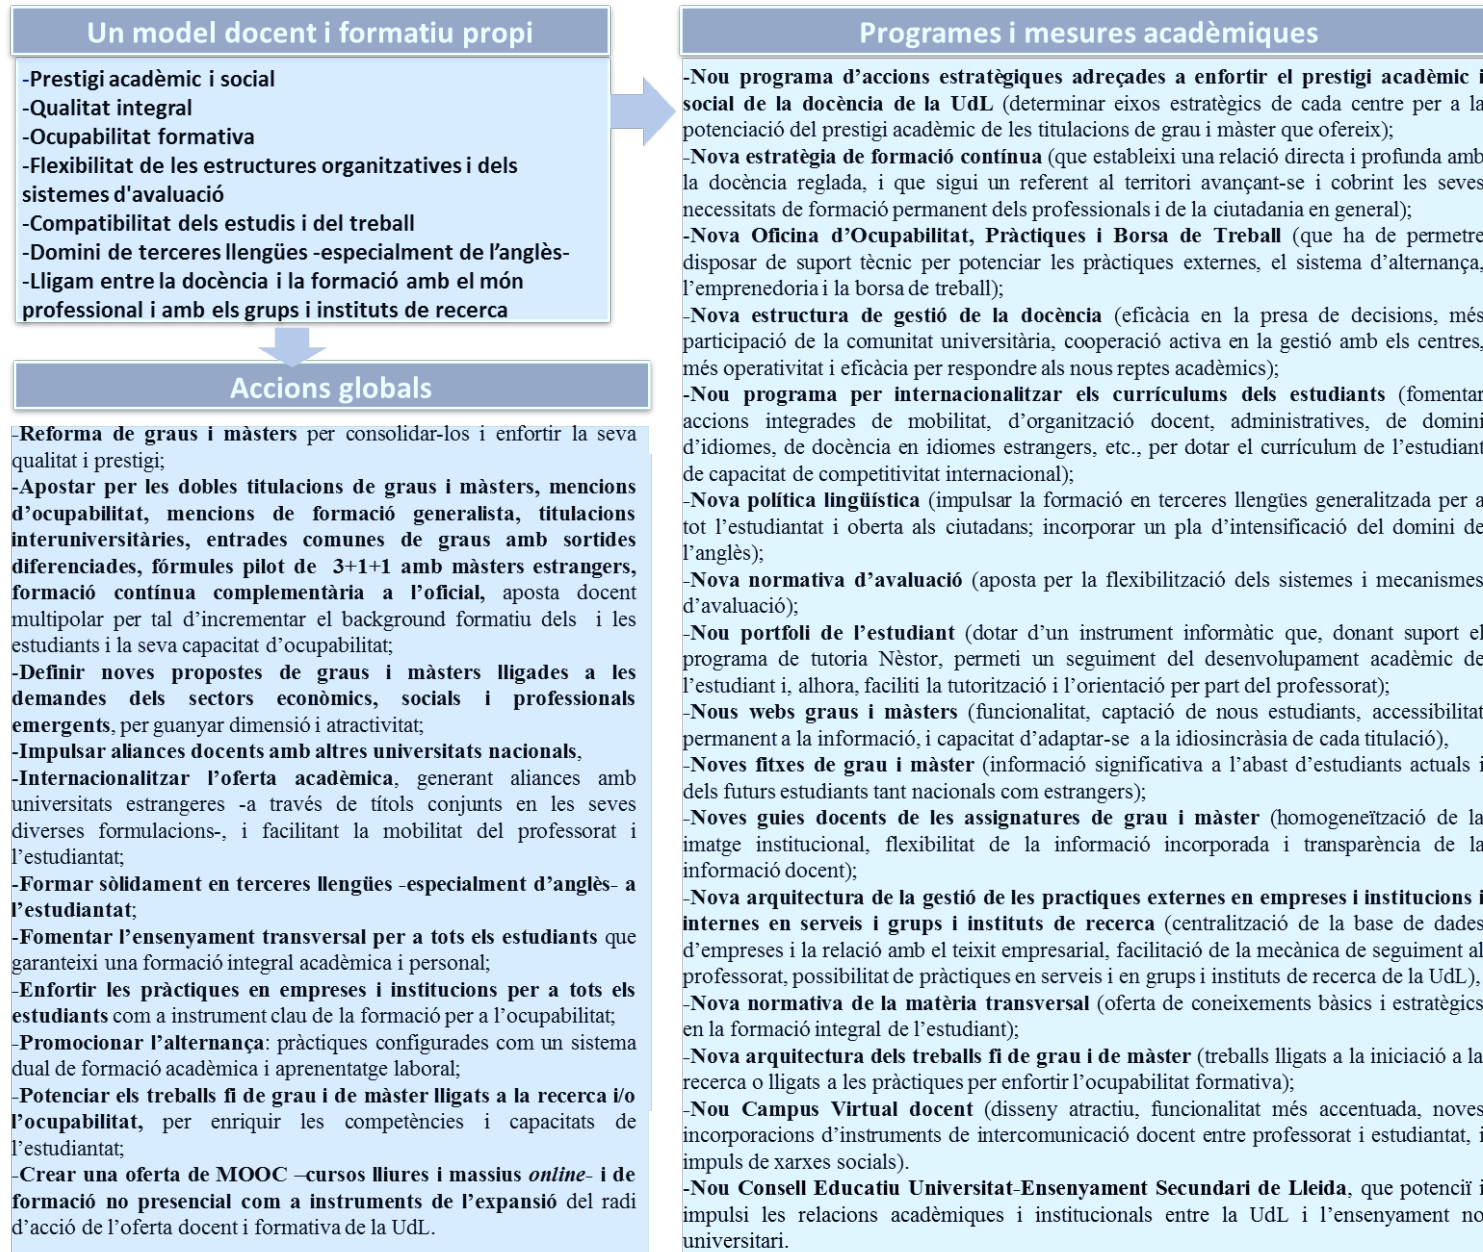 Un model docent i formatiu propi
-Prestigi acadèmic i social
-Qualitat integral
-Ocupabilitat formativa
-Flexibilitat de les estructures organitzatives i dels
sistemes d'avaluació
-Compatibilitat dels estudis i del treball
-Domini de terceres llengües -especialment de l’anglès-
-Lligam entre la docència i la formació amb el món
professional i amb els grups i instituts de recerca
Accions globals
-Reforma de graus i màsters per consolidar-los i enfortir la seva
qualitat i prestigi;
-Apostar per les dobles titulacions de graus i màsters, mencions
d’ocupabilitat, mencions de formació generalista, titulacions
interuniversitàries, entrades comunes de graus amb sortides
diferenciades, fórmules pilot de 3+1+1 amb màsters estrangers,
formació contínua complementària a l’oficial, aposta docent
multipolar per tal d’incrementar el background formatiu dels i les
estudiants i la seva capacitat d’ocupabilitat;
-Definir noves propostes de graus i màsters lligades a les
demandes dels sectors econòmics, socials i professionals
emergents, per guanyar dimensió i atractivitat;
-Impulsar aliances docents amb altres universitats nacionals,
-Internacionalitzar l’oferta acadèmica, generant aliances amb
universitats estrangeres -a través de títols conjunts en les seves
diverses formulacions-, i facilitant la mobilitat del professorat i
l’estudiantat;
-Formar sòlidament en terceres llengües -especialment d’anglès- a
l’estudiantat;
-Fomentar l’ensenyament transversal per a tots els estudiants que
garanteixi una formació integral acadèmica i personal;
-Enfortir les pràctiques en empreses i institucions per a tots els
estudiants com a instrument clau de la formació per a l’ocupabilitat;
-Promocionar l’alternança: pràctiques configurades com un sistema
dual de formació acadèmica i aprenentatge laboral;
-Potenciar els treballs fi de grau i de màster lligats a la recerca i/o
l’ocupabilitat, per enriquir les competències i capacitats de
l’estudiantat;
-Crear una oferta de MOOC –cursos lliures i massius online- i de
formació no presencial com a instruments de l’expansió del radi
d’acció de l’oferta docent i formativa de la UdL.
Programes i mesures acadèmiques
-Nou programa d’accions estratègiques adreçades a enfortir el prestigi acadèmic i
social de la docència de la UdL (determinar eixos estratègics de cada centre per a la
potenciació del prestigi acadèmic de les titulacions de grau i màster que ofereix);
-Nova estratègia de formació contínua (que estableixi una relació directa i profunda amb
la docència reglada, i que sigui un referent al territori avançant-se i cobrint les seves
necessitats de formació permanent dels professionals i de la ciutadania en general);
-Nova Oficina d’Ocupabilitat, Pràctiques i Borsa de Treball (que ha de permetre
disposar de suport tècnic per potenciar les pràctiques externes, el sistema d’alternança,
l’emprenedoria i la borsa de treball);
-Nova estructura de gestió de la docència (eficàcia en la presa de decisions, més
participació de la comunitat universitària, cooperació activa en la gestió amb els centres,
més operativitat i eficàcia per respondre als nous reptes acadèmics);
-Nou programa per internacionalitzar els currículums dels estudiants (fomentar
accions integrades de mobilitat, d’organització docent, administratives, de domini
d’idiomes, de docència en idiomes estrangers, etc., per dotar el currículum de l’estudiant
de capacitat de competitivitat internacional);
-Nova política lingüística (impulsar la formació en terceres llengües generalitzada per a
tot l’estudiantat i oberta als ciutadans; incorporar un pla d’intensificació del domini de
l’anglès);
-Nova normativa d’avaluació (aposta per la flexibilització dels sistemes i mecanismes
d’avaluació);
-Nou portfoli de l’estudiant (dotar d’un instrument informàtic que, donant suport el
programa de tutoria Nèstor, permeti un seguiment del desenvolupament acadèmic de
l’estudiant i, alhora, faciliti la tutorització i l’orientació per part del professorat);
-Nous webs graus i màsters (funcionalitat, captació de nous estudiants, accessibilitat
permanent a la informació, i capacitat d’adaptar-se a la idiosincràsia de cada titulació),
-Noves fitxes de grau i màster (informació significativa a l’abast d’estudiants actuals i
dels futurs estudiants tant nacionals com estrangers);
-Noves guies docents de les assignatures de grau i màster (homogeneïtzació de la
imatge institucional, flexibilitat de la informació incorporada i transparència de la
informació docent);
-Nova arquitectura de la gestió de les practiques externes en empreses i institucions i
internes en serveis i grups i instituts de recerca (centralització de la base de dades
d’empreses i la relació amb el teixit empresarial, facilitació de la mecànica de seguiment al
professorat, possibilitat de pràctiques en serveis i en grups i instituts de recerca de la UdL),
-Nova normativa de la matèria transversal (oferta de coneixements bàsics i estratègics
en la formació integral de l’estudiant);
-Nova arquitectura dels treballs fi de grau i de màster (treballs lligats a la iniciació a la
recerca o lligats a les pràctiques per enfortir l’ocupabilitat formativa);
-Nou Campus Virtual docent (disseny atractiu, funcionalitat més accentuada, noves
incorporacions d’instruments de intercomunicació docent entre professorat i estudiantat, i
impuls de xarxes socials).
-Nou Consell Educatiu Universitat-Ensenyament Secundari de Lleida, que potenciï i
impulsi les relacions acadèmiques i institucionals entre la UdL i l’ensenyament no
universitari.